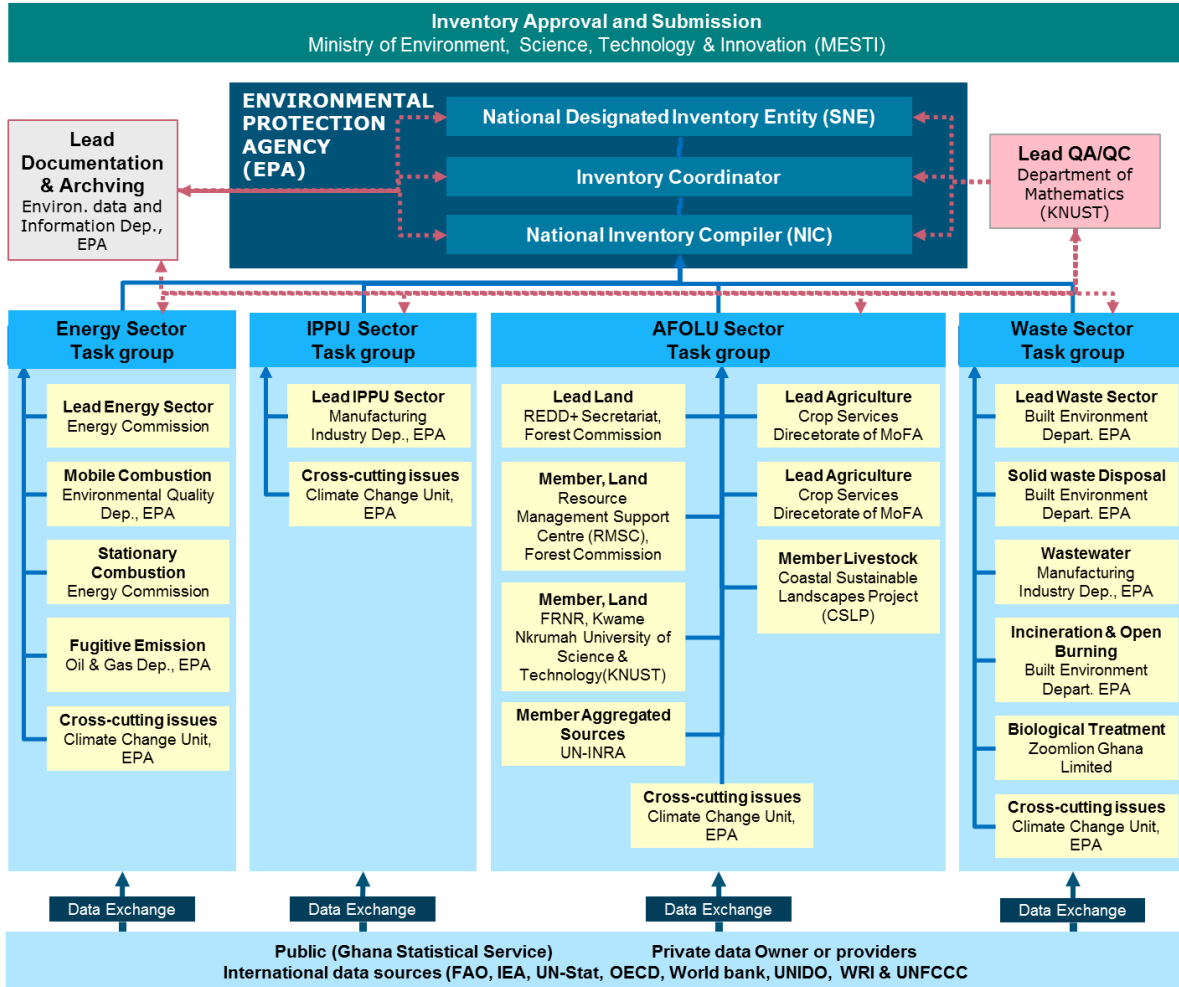 Inventory Approval and Submission
Ministry of Environment, Science, Technology & Innovation (MESTI)
ENVIRONMENTAL
PROTECTION
AGENCY
(EPA)
National Designated Inventory Entity (SNE)
Inventory Coordinator
National Inventory Compiler (NIC)
Lead
Documentation
& Archving
Environ. data and
Information Dep.,
EPA
Lead QA/QC
Department of
Mathematics
(KNUST)
Energy Sector
Task group
Lead Energy Sector
Energy Commission
Mobile Combustion
Environmental Quality
Dep., EPA
Stationary
Combustion
Energy Commission
Fugitive Emission
Oil & Gas Dep., EPA
Cross-cutting issues
Climate Change Unit,
EPA
IPPU Sector
Task group
Lead IPPU Sector
Manufacturing
Industry Dep., EPA
Cross-cutting issues
Climate Change Unit,
EPA
AFOLU Sector
Task group
Lead Land
REDD+ Secretariat,
Forest Commission
Member, Land
Resource
Management Support
Centre (RMSC),
Forest Commission
Member, Land
FRNR, Kwame
Nkrumah University of
Science &
Technology(KNUST)
Member Aggregated
Sources
UN-INRA
Lead Agriculture
Crop Services
Direcetorate of MoFA
Lead Agriculture
Crop Services
Direcetorate of MoFA
Member Livestock
Coastal Sustainable
Landscapes Project
(CSLP)
Cross-cutting issues
Climate Change Unit,
EPA
Waste Sector
Task group
Lead Waste Sector
Built Environment
Depart. EPA
Solid waste Disposal
Built Environment
Depart. EPA
Wastewater
Manufacturing
Industry Dep., EPA
Incineration & Open
Burning
Built Environment
Depart. EPA
Biological Treatment
Zoomlion Ghana
Limited
Cross-cutting issues
Climate Change Unit,
EPA
Data Exchange
Data Exchange
Data Exchange
Data Exchange
Public (Ghana Statistical Service) Private data Owner or providers
International data sources (FAO, IEA, UN-Stat, OECD, World bank, UNIDO, WRI & UNFCCC